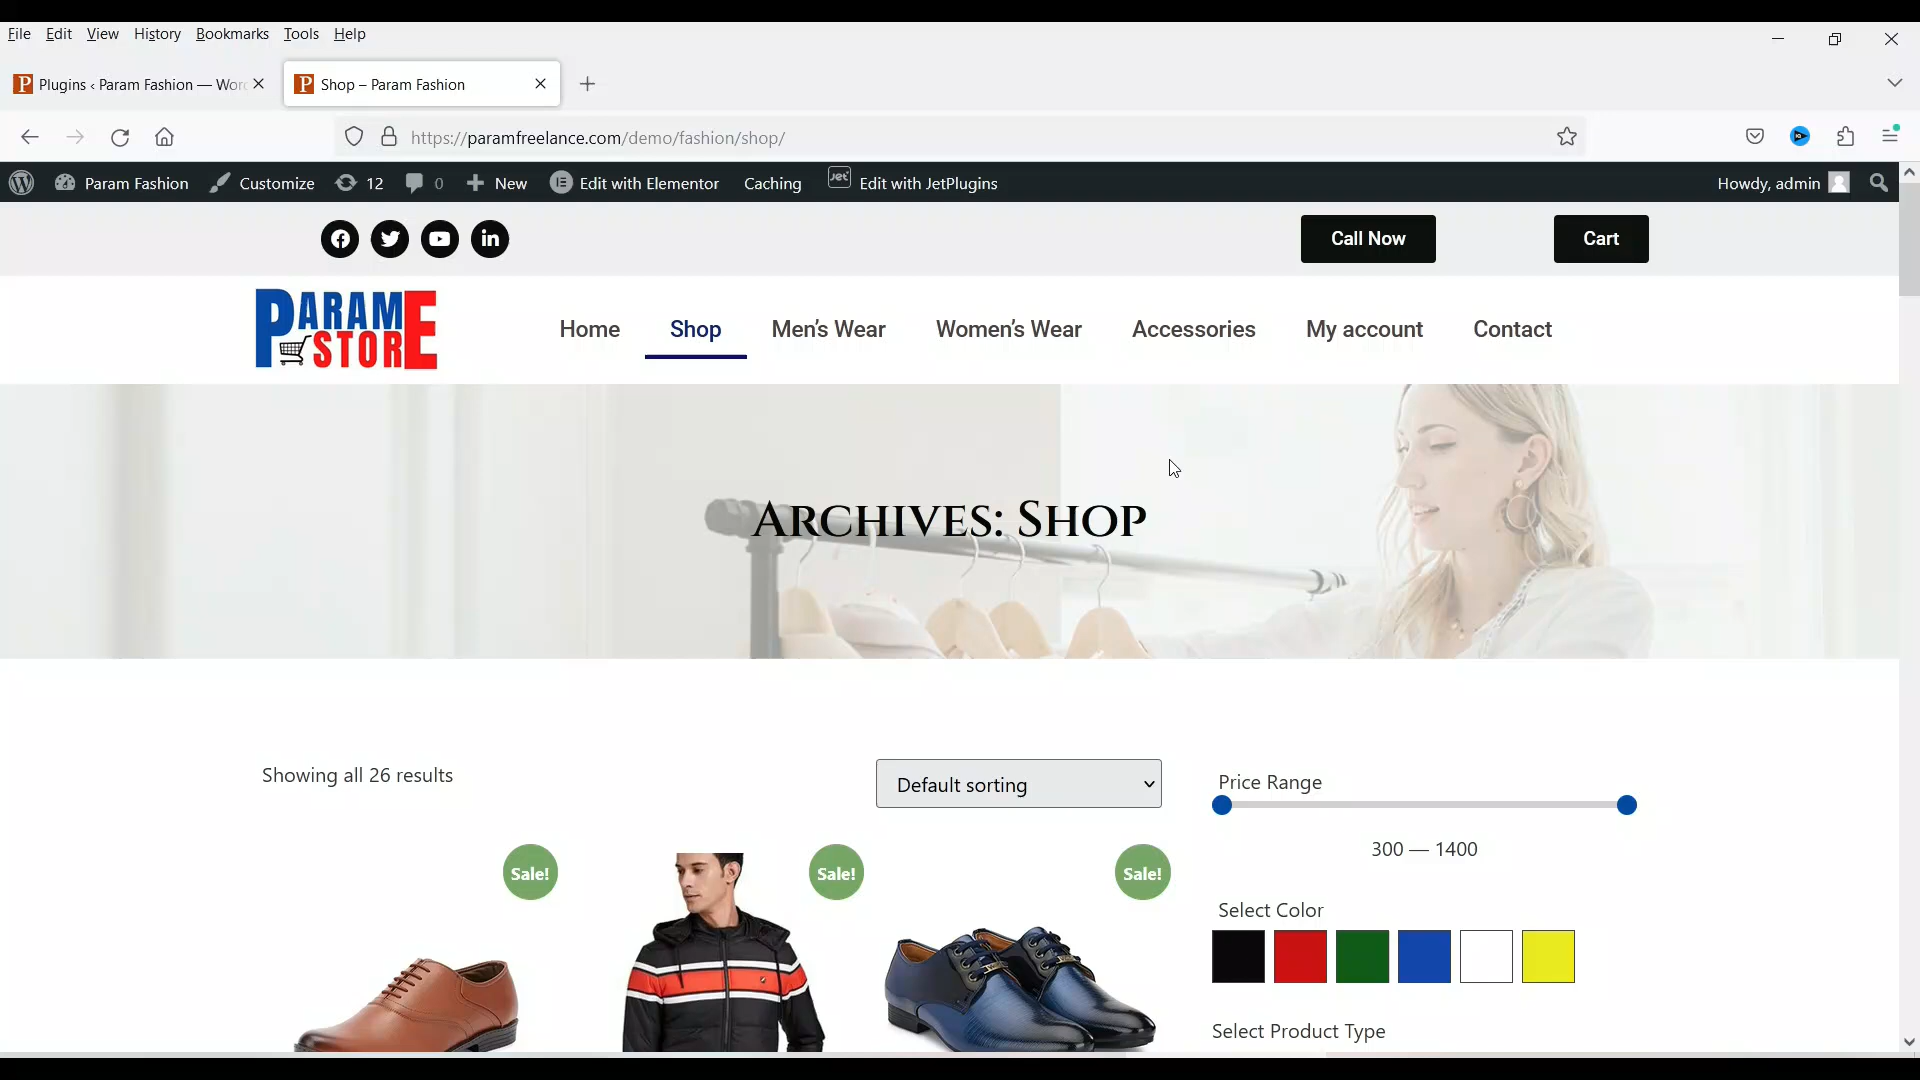 File Edit View History Bookmarks Tools Help
Plugins ‹ Param Fashion — Wor
Shop – Param Fashion
https://paramfreelance.com/demo/fashion/shop/
Param Fashion Customize 12 0 New Edit with Elementor Caching Jet Edit with JetPlugins Howdy, admin
Call Now Cart
PARAM STORE
Home Shop Men’s Wear Women’s Wear Accessories My account Contact
Archives: Shop
Showing all 26 results
Default sorting
Price Range
300 — 1400
Sale! Sale! Sale!
Select Color
Select Product Type